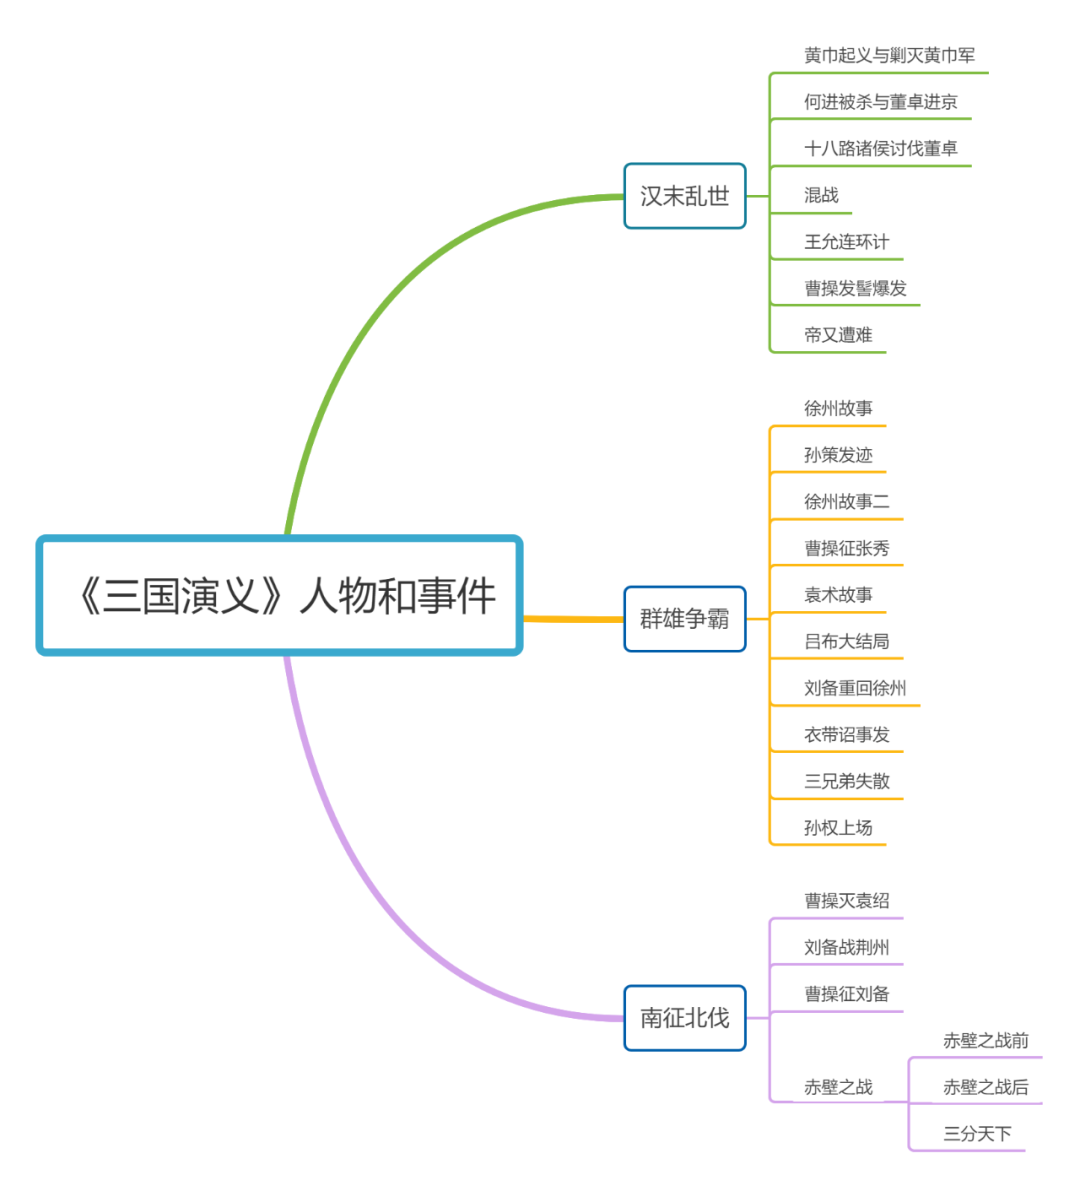 《三国演义》人物和事件
汉末乱世
黄巾起义与剿灭黄巾军
何进被杀与董卓进京
十八路诸侯讨伐董卓
混战
王允连环计
曹操发髻爆发
帝又遭难
群雄争霸
徐州故事
孙策发迹
徐州故事二
曹操征张秀
袁术故事
吕布大结局
刘备重回徐州
衣带诏事发
三兄弟失散
孙权上场
南征北伐
曹操灭袁绍
刘备战荆州
曹操征刘备
赤壁之战
赤壁之战前
赤壁之战后
三分天下